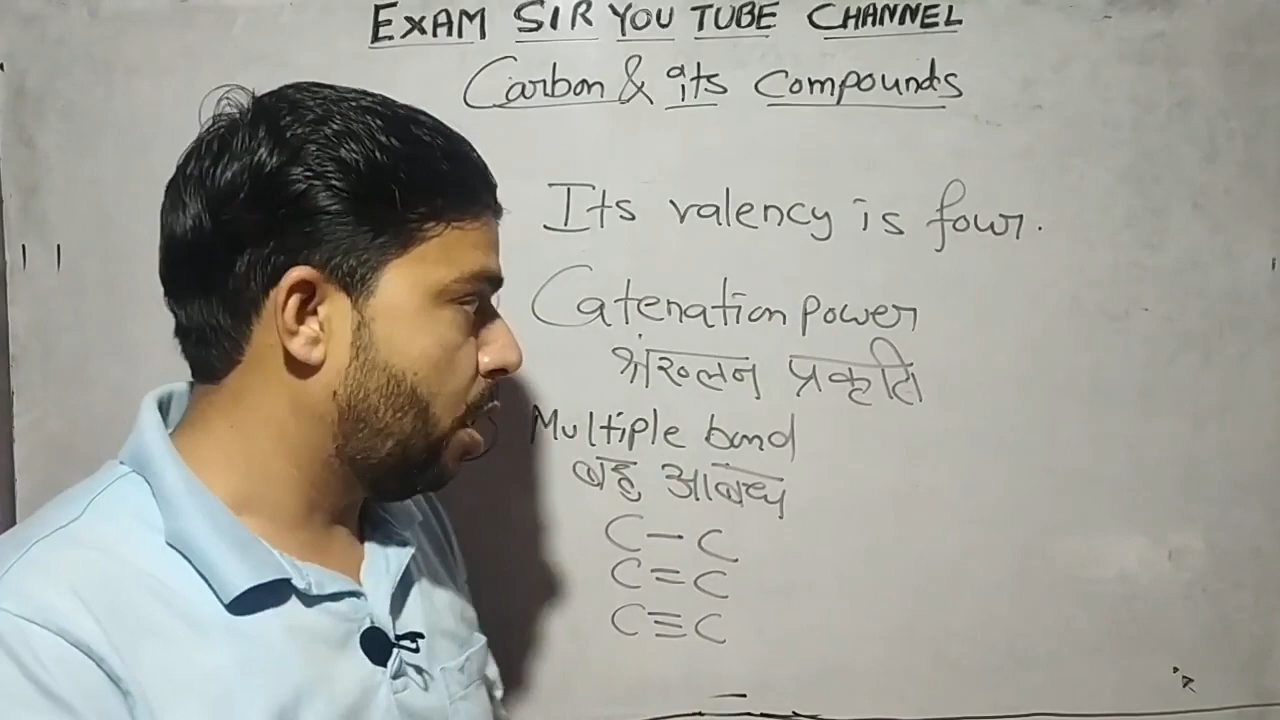 EXAM SIR YOU TUBE CHANNEL
Carbon & its Compounds
Its valency is four.
Catenation power
श्रंखलन प्रकृति
Multiple bond
बहु आबंध
C − C
C = C
C ≡ C